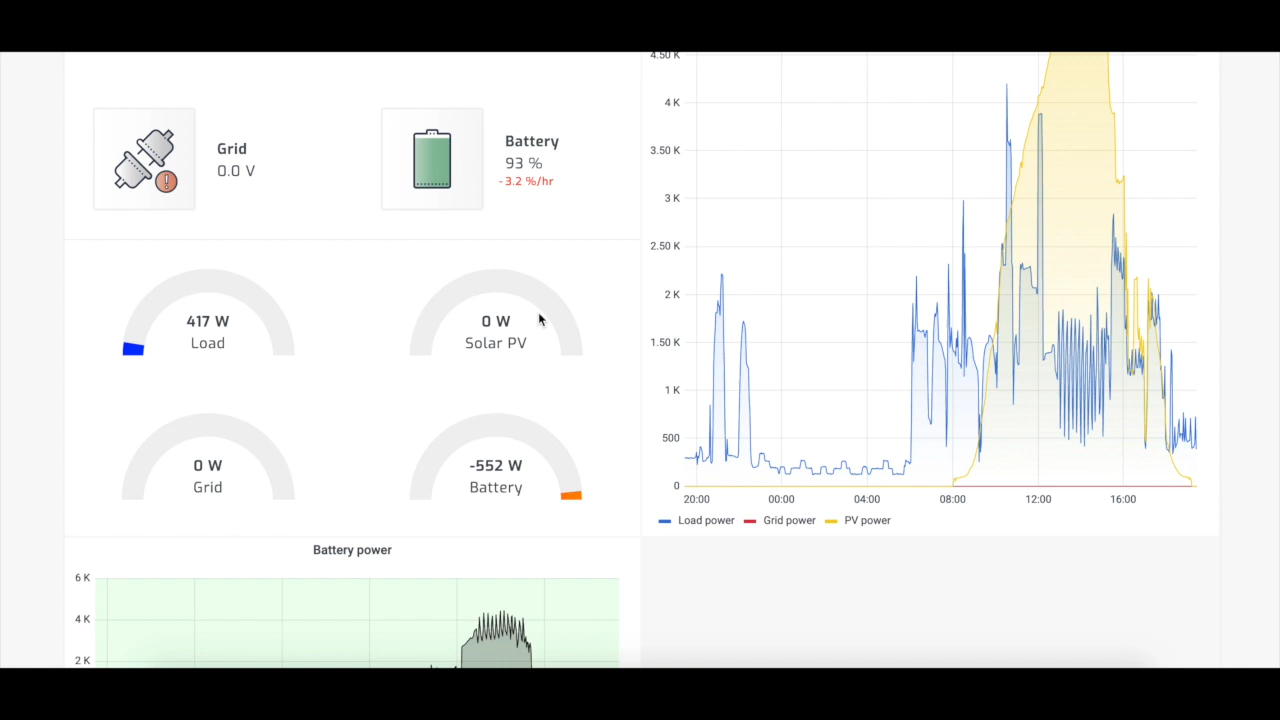 Grid
0.0 V
Battery
93 %
-3.2 %/hr
417 W
Load
0 W
Solar PV
0 W
Grid
-552 W
Battery
4.50 K
4 K
3.50 K
3 K
2.50 K
2 K
1.50 K
1 K
500
0
20:00 00:00 04:00 08:00 12:00 16:00
Load power Grid power PV power
Battery power
6 K
4 K
2 K